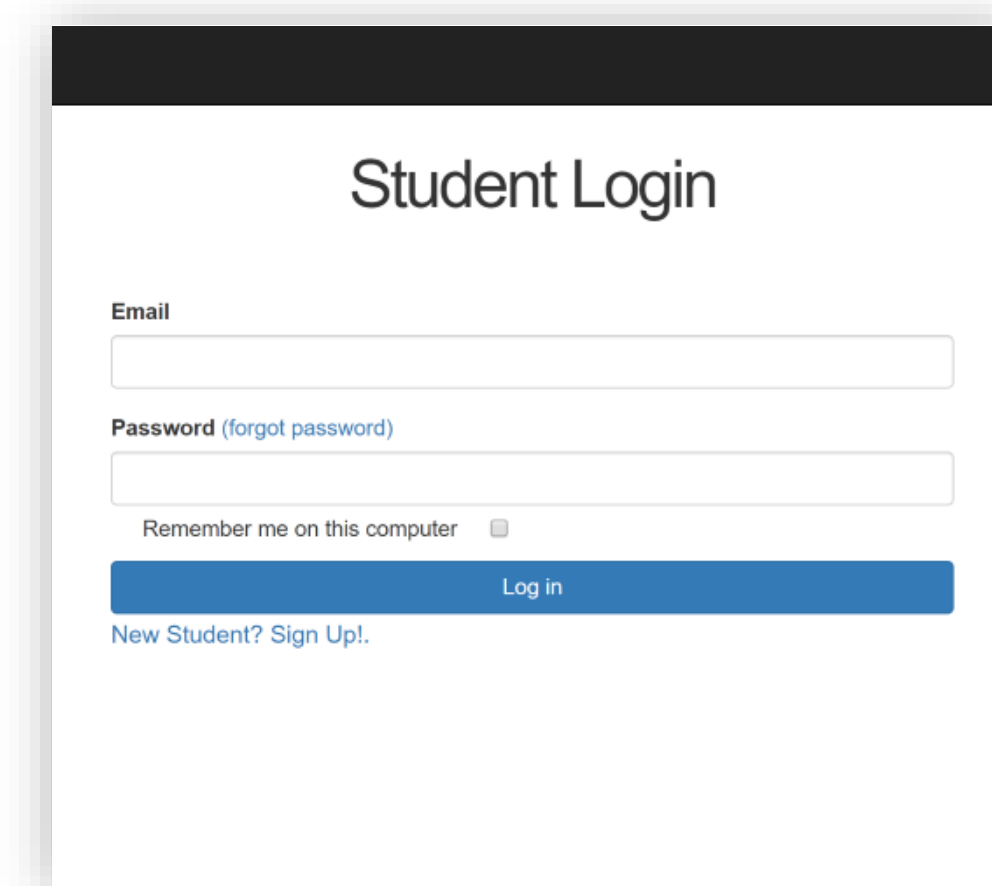 Student Login
Email
Password (forgot password)
Remember me on this computer
Log in
New Student? Sign Up!.